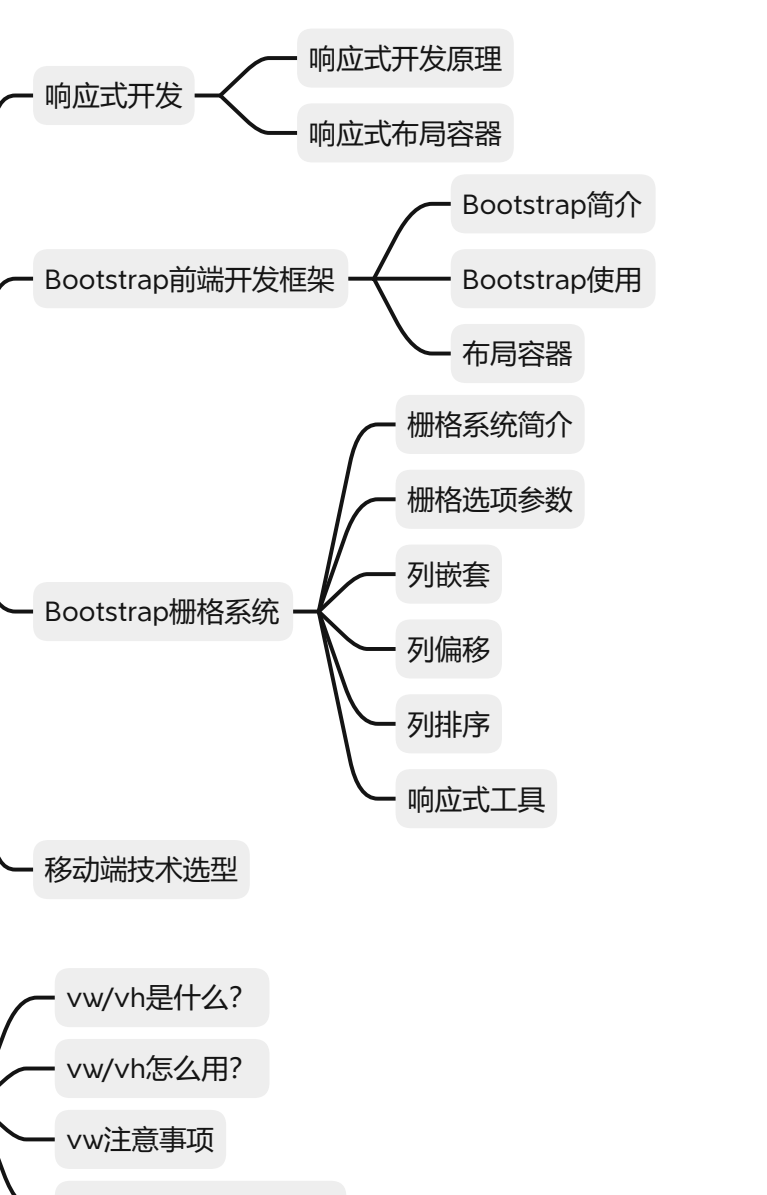 响应式开发
响应式开发原理
响应式布局容器
Bootstrap前端开发框架
Bootstrap简介
Bootstrap使用
布局容器
Bootstrap栅格系统
栅格系统简介
栅格选项参数
列嵌套
列偏移
列排序
响应式工具
移动端技术选型
vw/vh是什么？
vw/vh怎么用？
vw注意事项